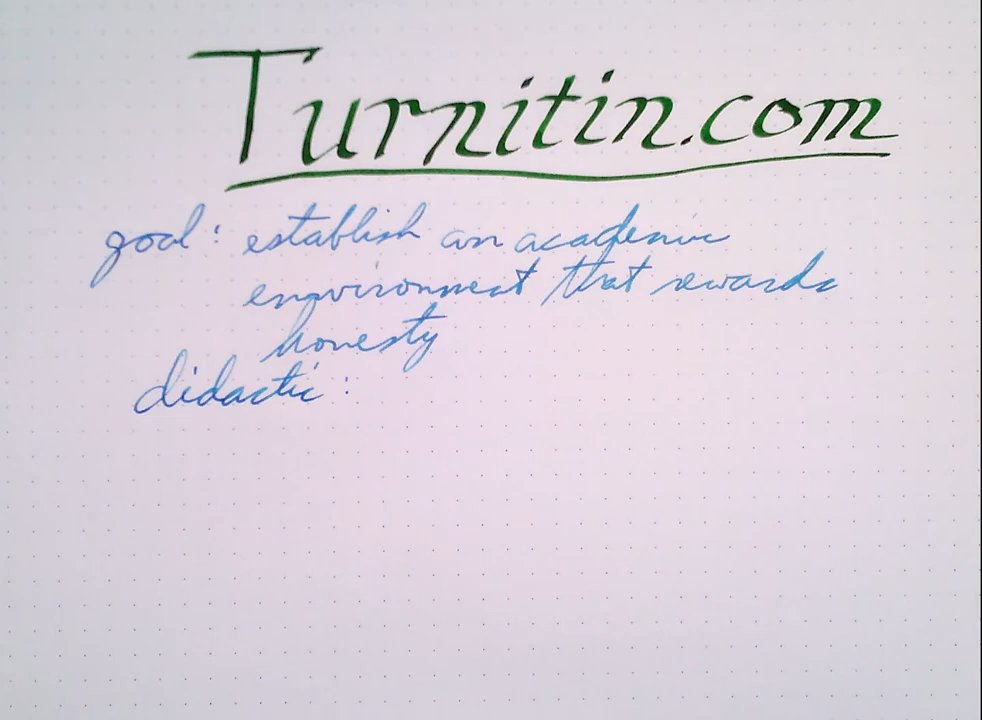 Turnitin.com
goal: establish an academic
environment that rewards
honesty
didactic: